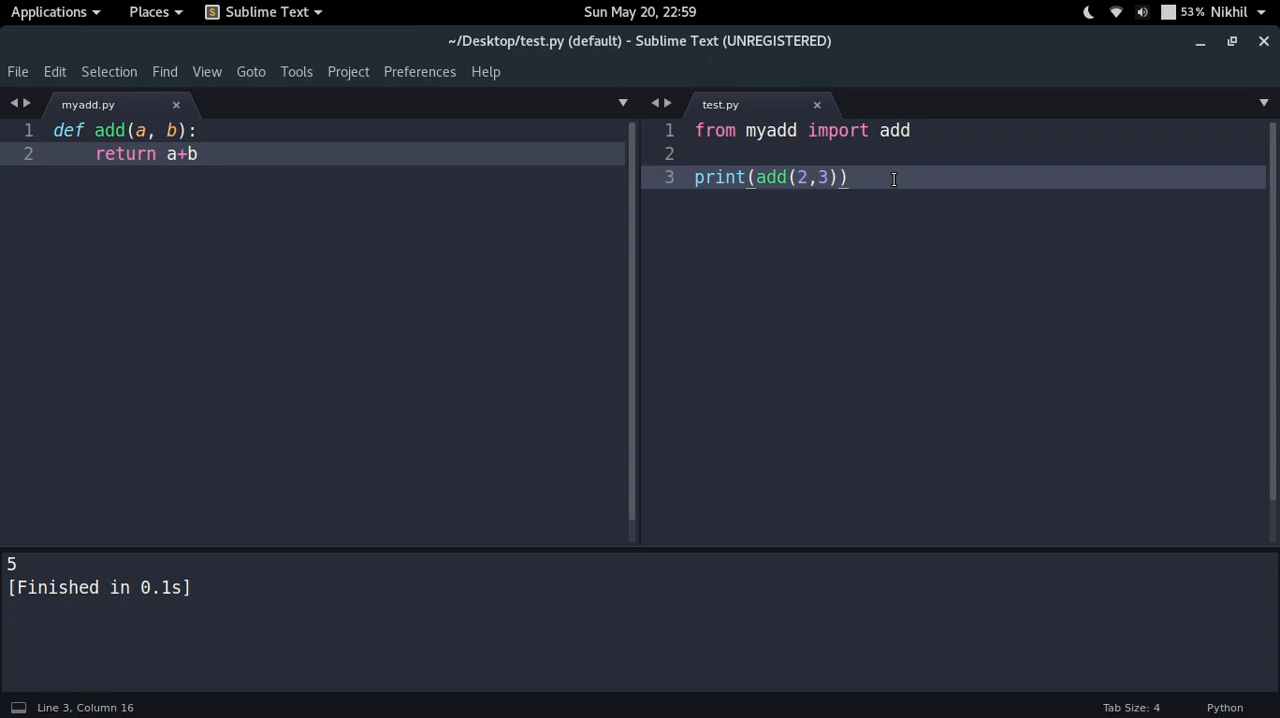 Applications Places Sublime Text Sun May 20, 22:59 53% Nikhil
~/Desktop/test.py (default) - Sublime Text (UNREGISTERED)
File Edit Selection Find View Goto Tools Project Preferences Help
myadd.py
1 def add(a, b):
2     return a+b
test.py
1 from myadd import add
2
3 print(add(2,3))
5
[Finished in 0.1s]
Line 3, Column 16 Tab Size: 4 Python